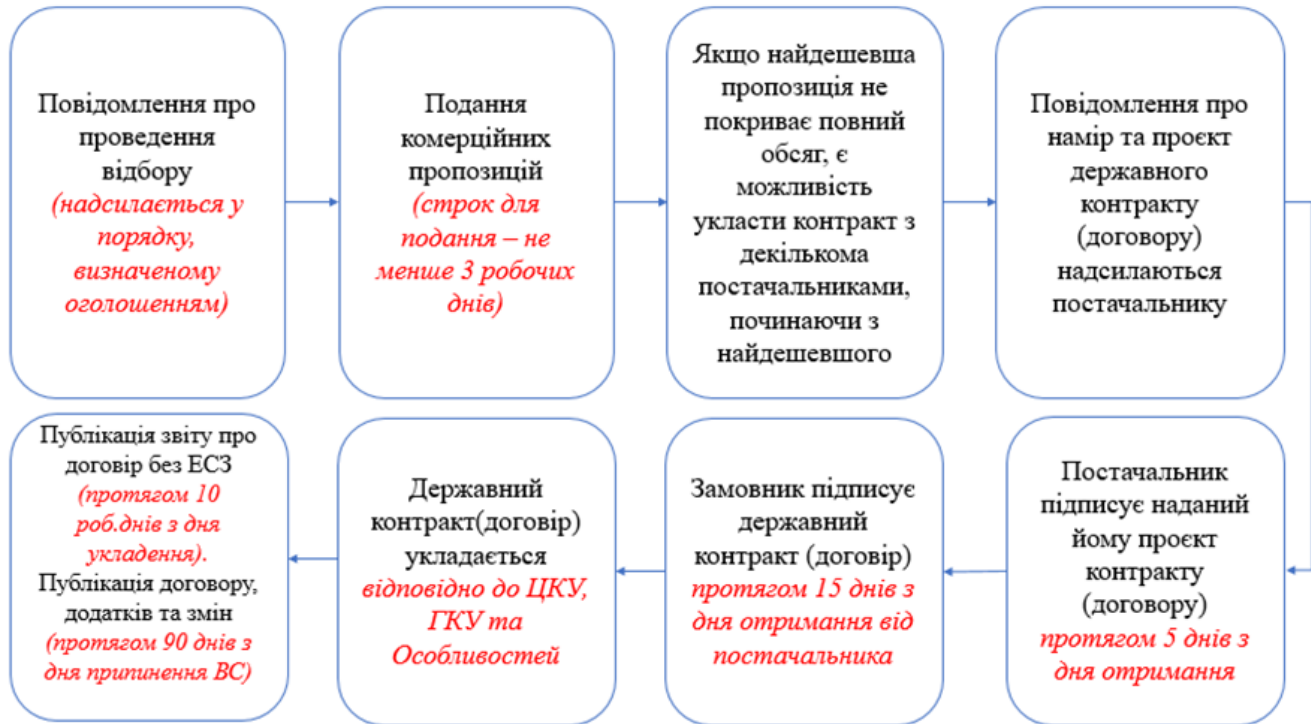 Повідомлення про
проведення
відбору
(надсилається у
порядку,
визначеному
оголошенням)
Подання
комерційних
пропозицій
(строк для
подання – не
менше 3 робочих
днів)
Якщо найдешевша
пропозиція не
покриває повний
обсяг, є
можливість
укласти контракт з
декількома
постачальниками,
починаючи з
найдешевшого
Повідомлення про
намір та проєкт
державного
контракту
(договору)
надсилаються
постачальнику
Постачальник
підписує наданий
йому проєкт
контракту
(договору)
протягом 5 днів з
дня отримання
Замовник підписує
державний
контракт (договір)
протягом 15 днів з
дня отримання від
постачальника
Державний
контракт(договір)
укладається
відповідно до ЦКУ,
ГКУ та
Особливостей
Публікація звіту про
договір без ЕСЗ
(протягом 10
роб.днів з дня
укладення).
Публікація договору,
додатків та змін
(протягом 90 днів з
дня припинення ВС)